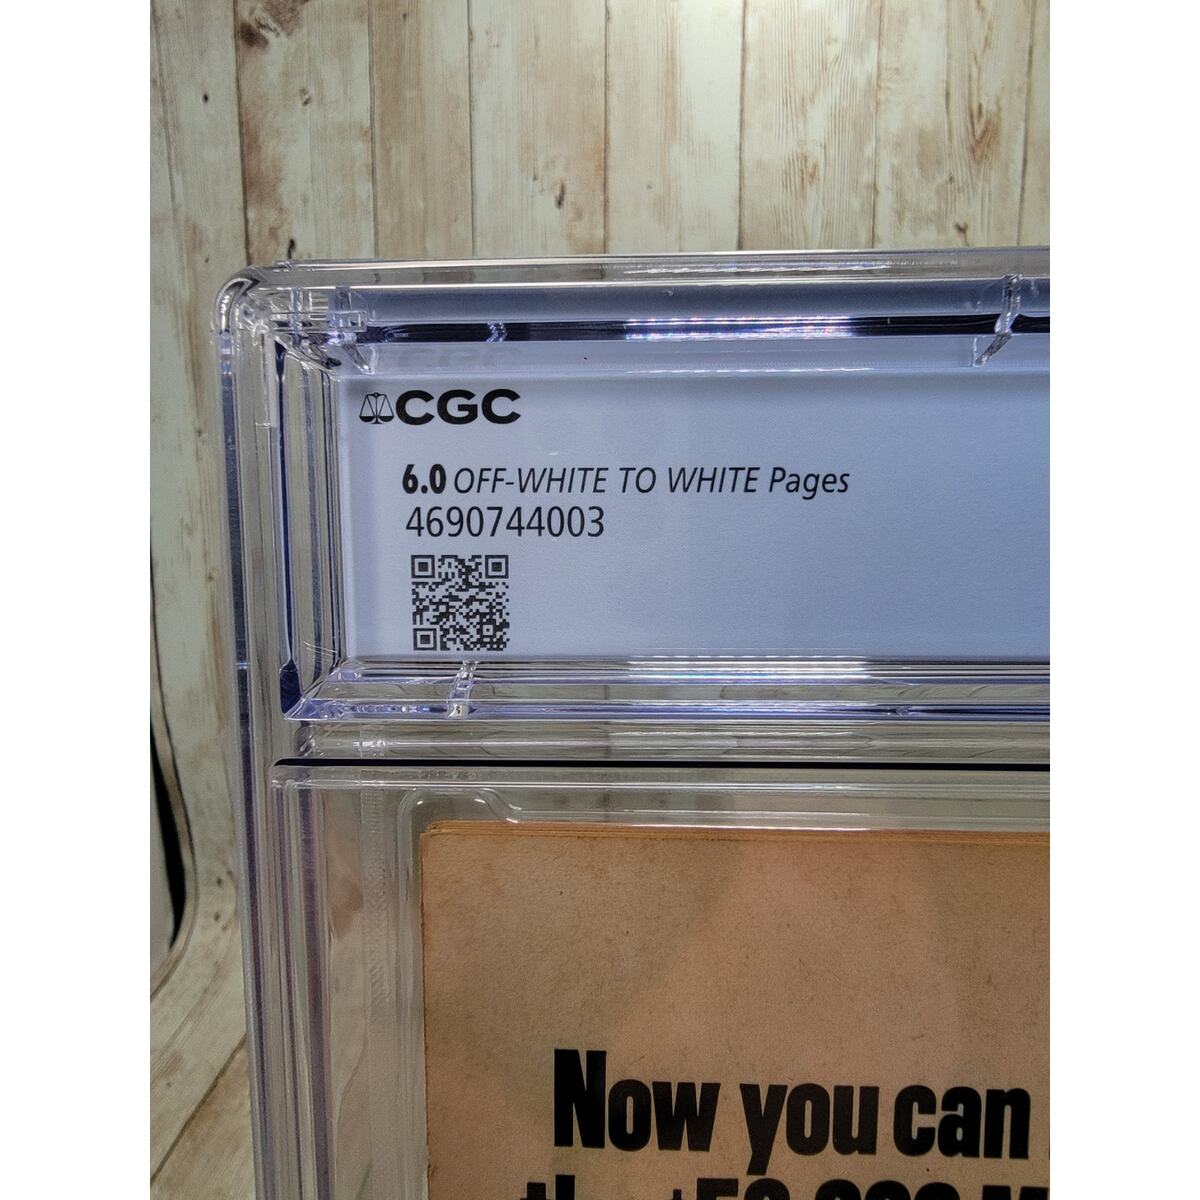 CGC
6.0 OFF-WHITE TO WHITE Pages
4690744003
Now you can